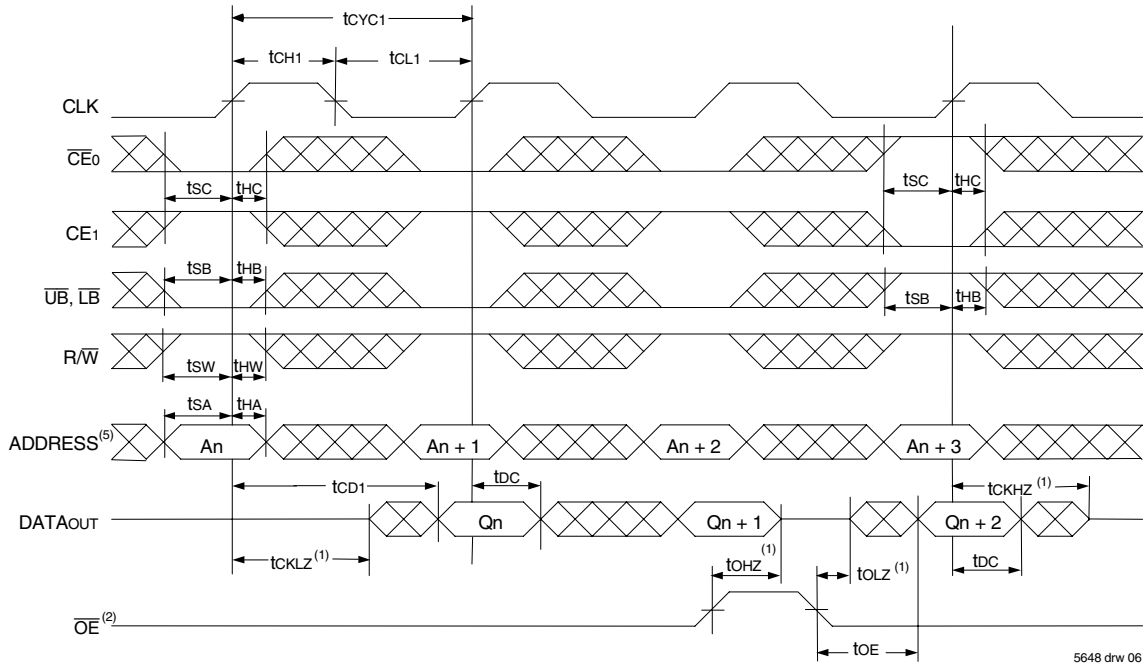 tCYC1
tCH1 tCL1
CLK
CE0
tSC tHC tSC tHC
CE1
tSB tHB
UB, LB tSB tHB
R/W
tSW tHW
tSA tHA
ADDRESS(5) An An + 1 An + 2 An + 3
tCD1 tDC tCKHZ (1)
DATAOUT Qn Qn + 1 Qn + 2
tCKLZ (1) tOHZ (1) tOLZ (1) tDC
OE (2)
tOE
5648 drw 06